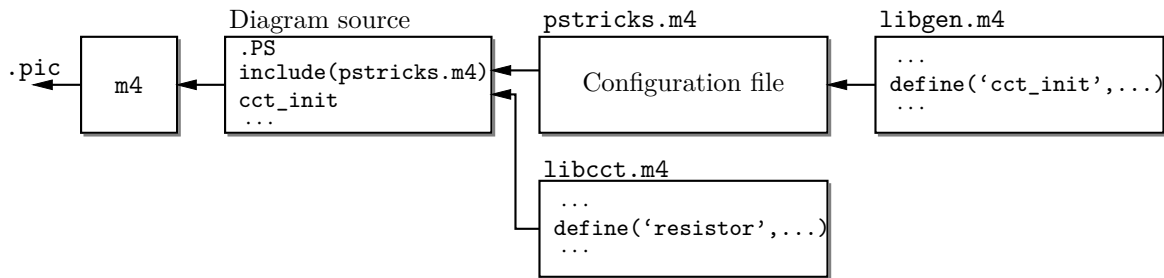 .pic
m4
Diagram source
.PS
include(pstricks.m4)
cct_init
...
pstricks.m4
Configuration file
libgen.m4
...
define(‘cct_init’,...)
...
libcct.m4
...
define(‘resistor’,...)
...